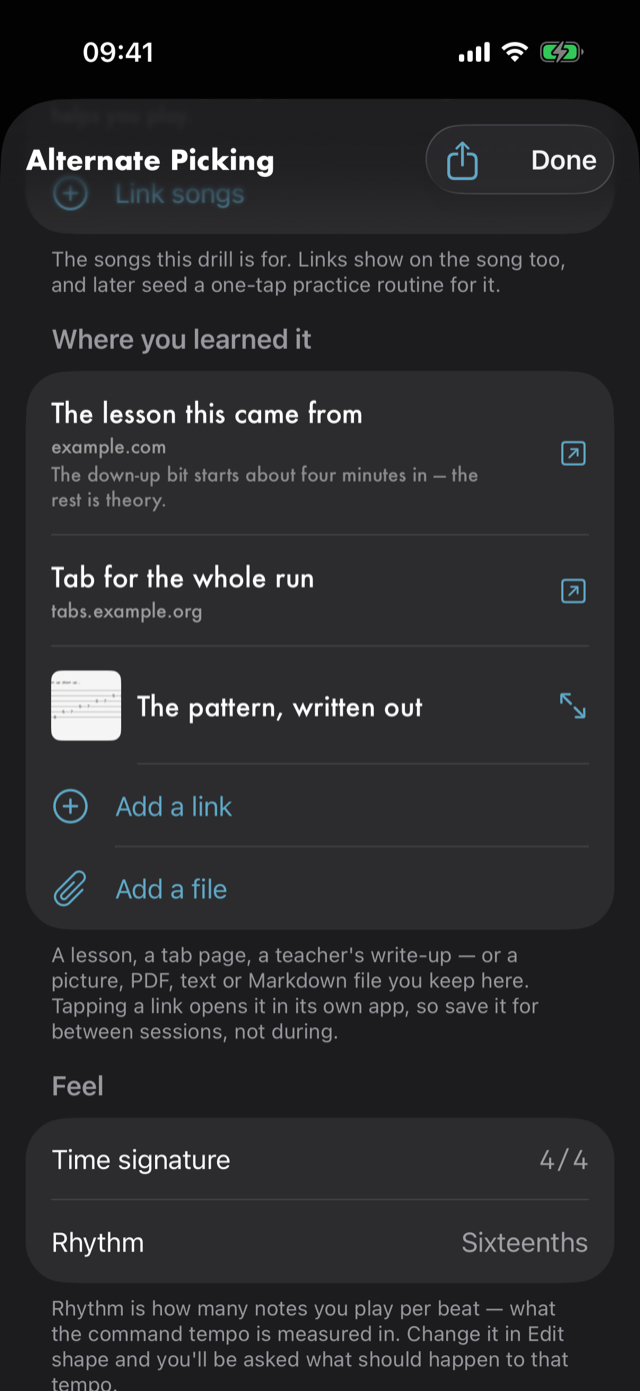 09:41
helps you play
Alternate Picking
Done
Link songs
The songs this drill is for. Links show on the song too,
and later seed a one-tap practice routine for it.
Where you learned it
The lesson this came from
example.com
The down-up bit starts about four minutes in — the
rest is theory.
Tab for the whole run
tabs.example.org
The pattern, written out
Add a link
Add a file
A lesson, a tab page, a teacher's write-up — or a
picture, PDF, text or Markdown file you keep here.
Tapping a link opens it in its own app, so save it for
between sessions, not during.
Feel
Time signature
4/4
Rhythm
Sixteenths
Rhythm is how many notes you play per beat — what
the command tempo is measured in. Change it in Edit
shape and you'll be asked what should happen to that
tempo.